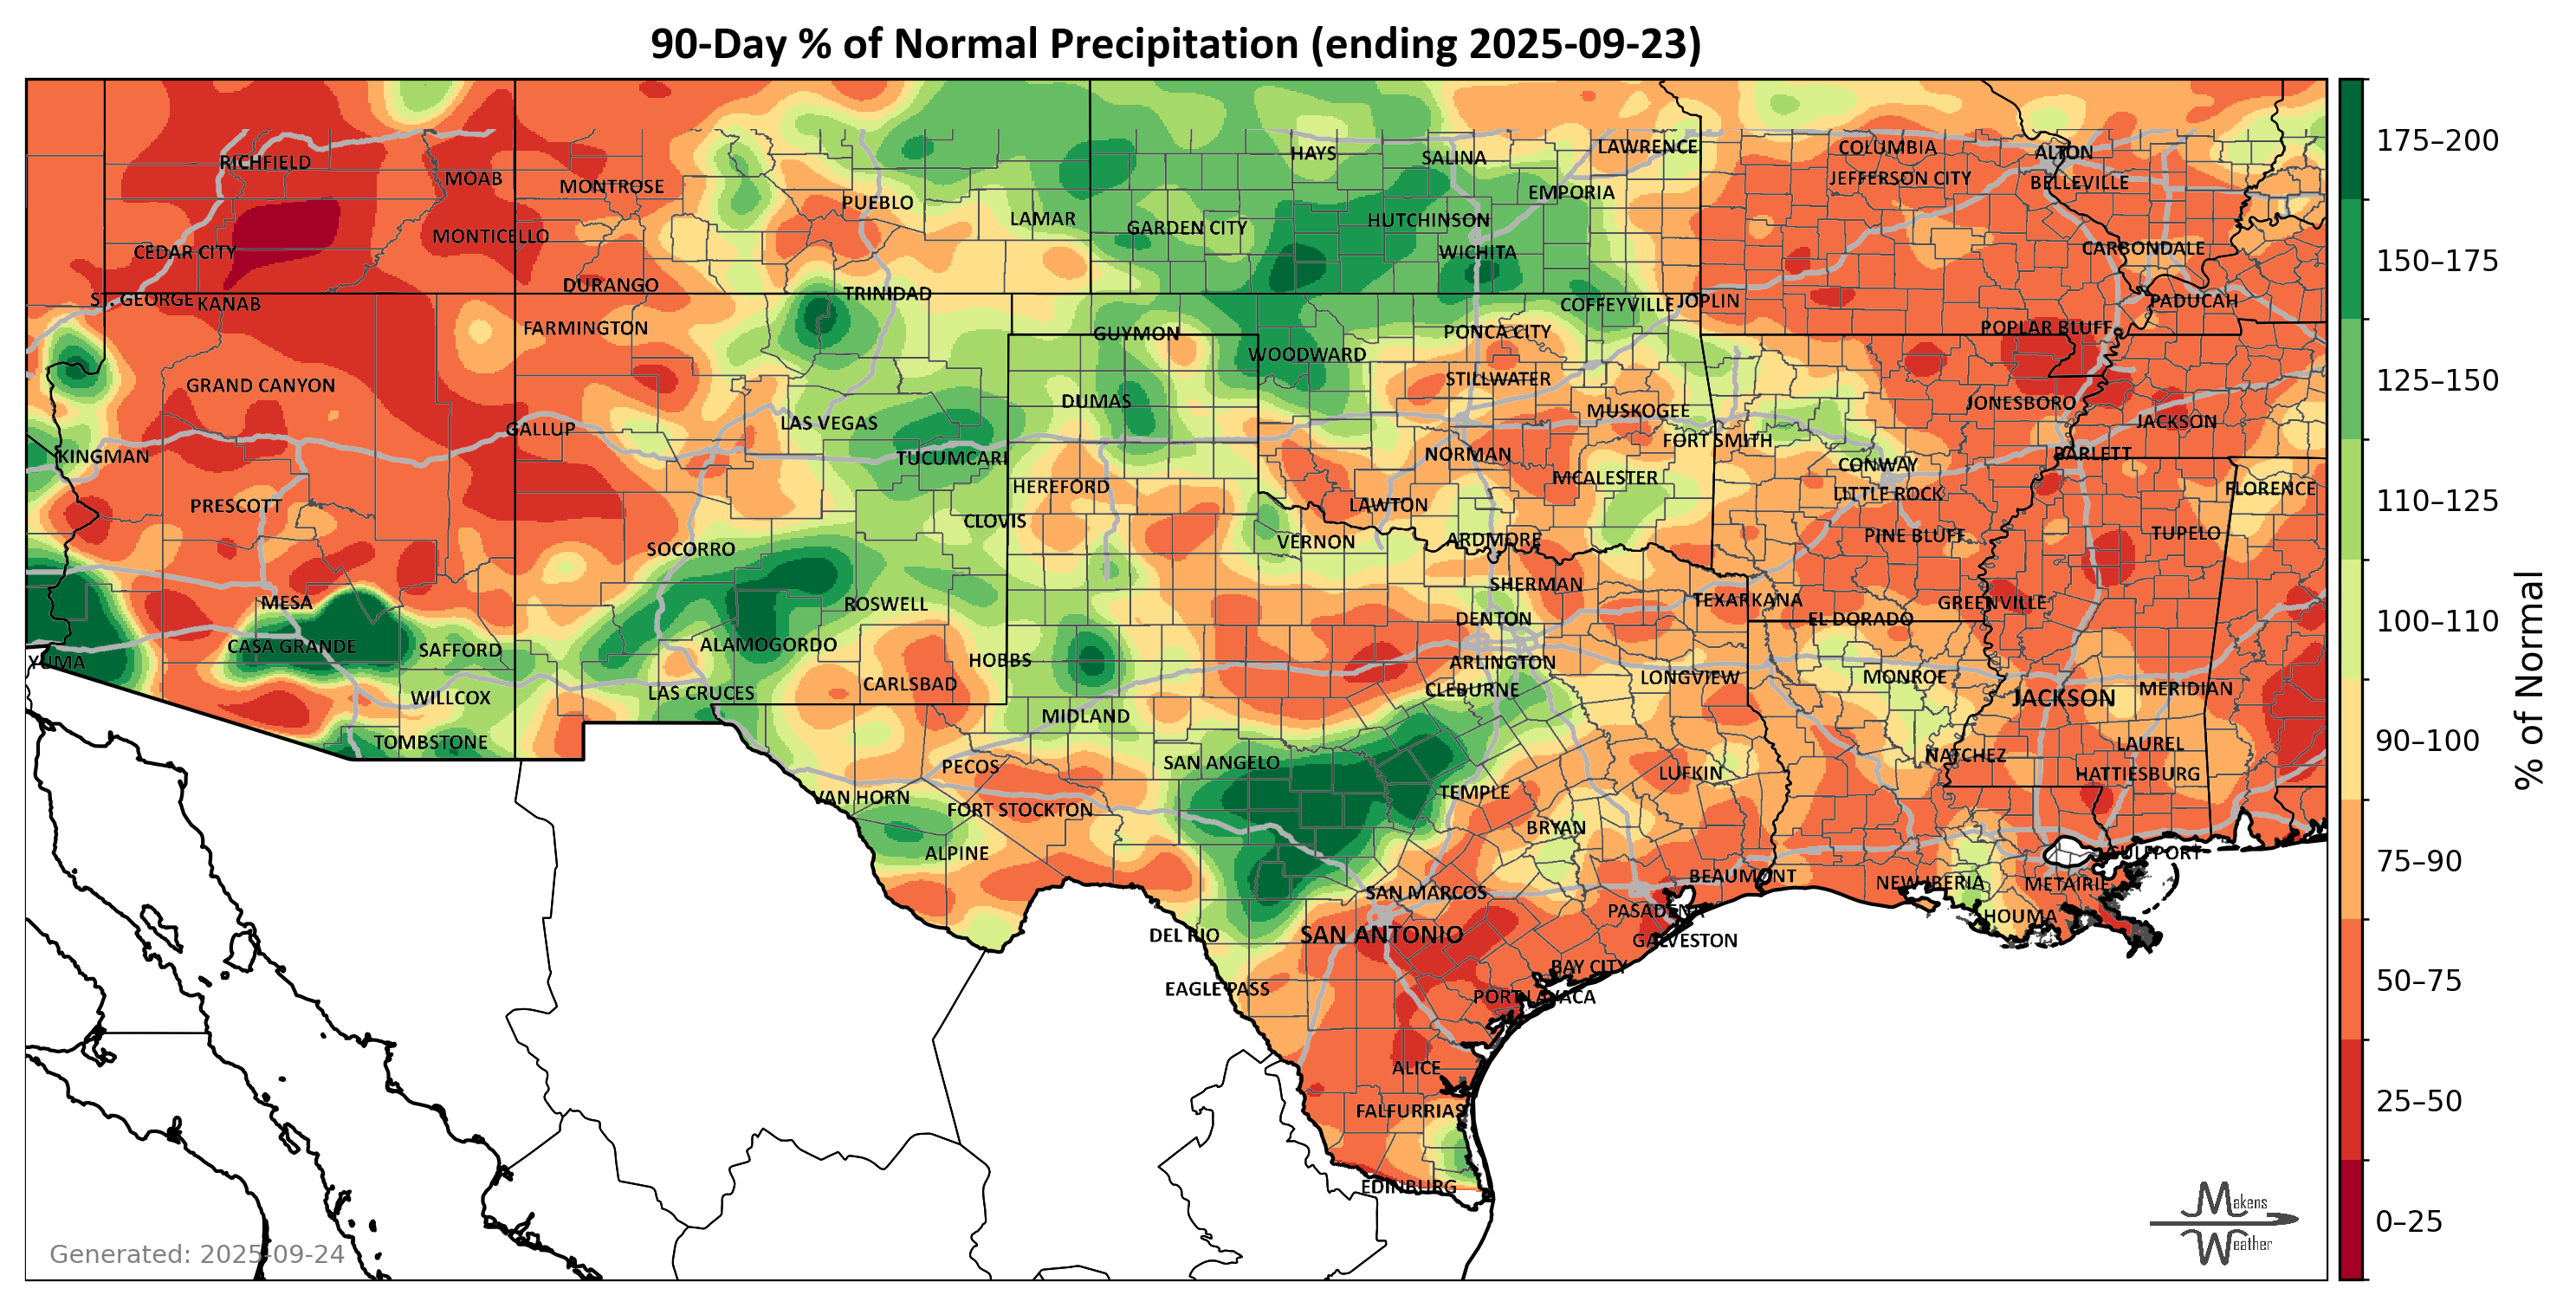 90-Day % of Normal Precipitation (ending 2025-09-23)
RICHFIELD
MOAB
MONTROSE
PUEBLO
LAMAR
HAYS
SALINA
LAWRENCE
COLUMBIA
ALTON
JEFFERSON CITY
BELLEVILLE
EMPORIA
GARDEN CITY
HUTCHINSON
WICHITA
CEDAR CITY
MONTICELLO
CARBONDALE
DURANGO
TRINIDAD
ST. GEORGE
KANAB
COFFEYVILLE
JOPLIN
PADUCAH
FARMINGTON
GUYMON
PONCA CITY
POPLAR BLUFF
WOODWARD
GRAND CANYON
STILLWATER
DUMAS
MUSKOGEE
JONESBORO
JACKSON
GALLUP
LAS VEGAS
FORT SMITH
KINGMAN
TUCUMCARI
NORMAN
BARLETT
CONWAY
HEREFORD
MCALESTER
LITTLE ROCK
FLORENCE
PRESCOTT
LAWTON
CLOVIS
SOCORRO
VERNON
ARDMORE
PINE BLUFF
TUPELO
SHERMAN
MESA
ROSWELL
TEXARKANA
GREENVILLE
DENTON
EL DORADO
CASA GRANDE
SAFFORD
ALAMOGORDO
YUMA
HOBBS
ARLINGTON
CARLSBAD
CLEBURNE
LONGVIEW
MONROE
MERIDIAN
WILLCOX
LAS CRUCES
JACKSON
MIDLAND
TOMBSTONE
LAUREL
NATCHEZ
PECOS
SAN ANGELO
LUFKIN
HATTIESBURG
VAN HORN
FORT STOCKTON
TEMPLE
BRYAN
ALPINE
GULFPORT
BEAUMONT
SAN MARCOS
NEW IBERIA
METAIRIE
PASADENA
HOUMA
DEL RIO
SAN ANTONIO
GALVESTON
BAY CITY
EAGLE PASS
PORT LAVACA
ALICE
FALFURRIAS
EDINBURG
175–200
150–175
125–150
110–125
100–110
90–100
75–90
50–75
25–50
0–25
% of Normal
Makens
Weather
Generated: 2025-09-24